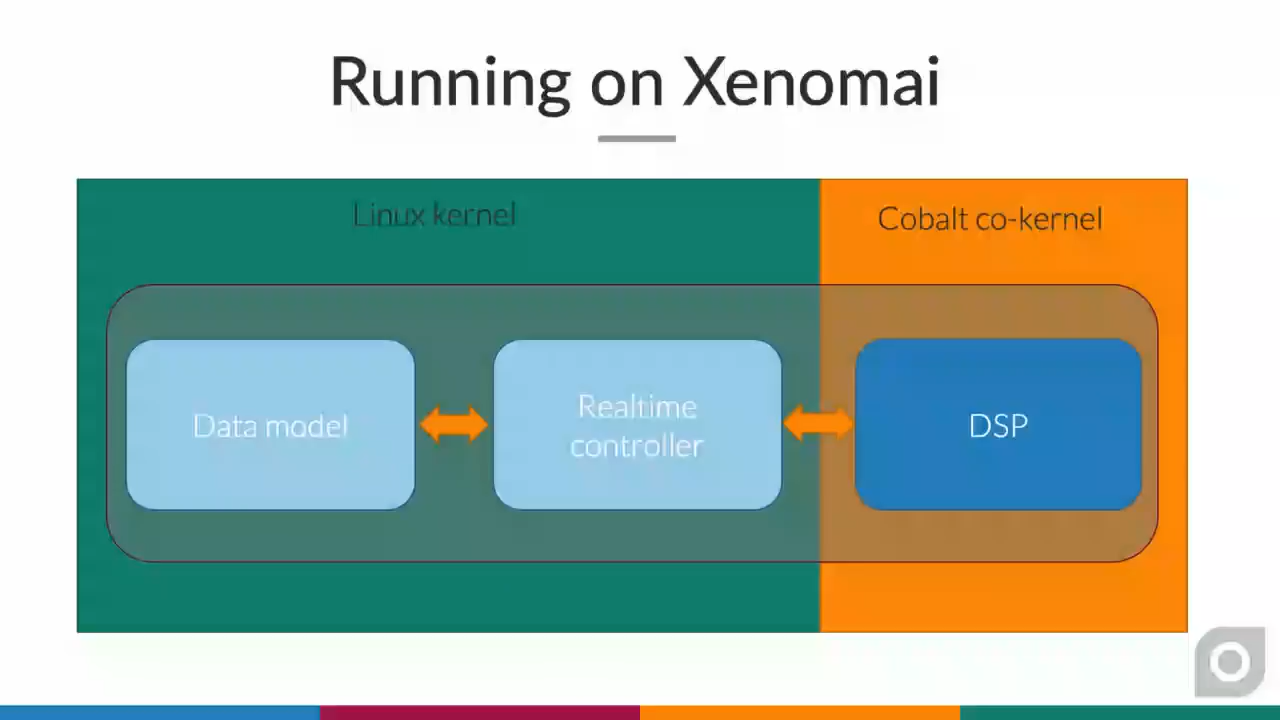 Running on Xenomai
Linux kernel
Cobalt co-kernel
Data model
Realtime
controller
DSP